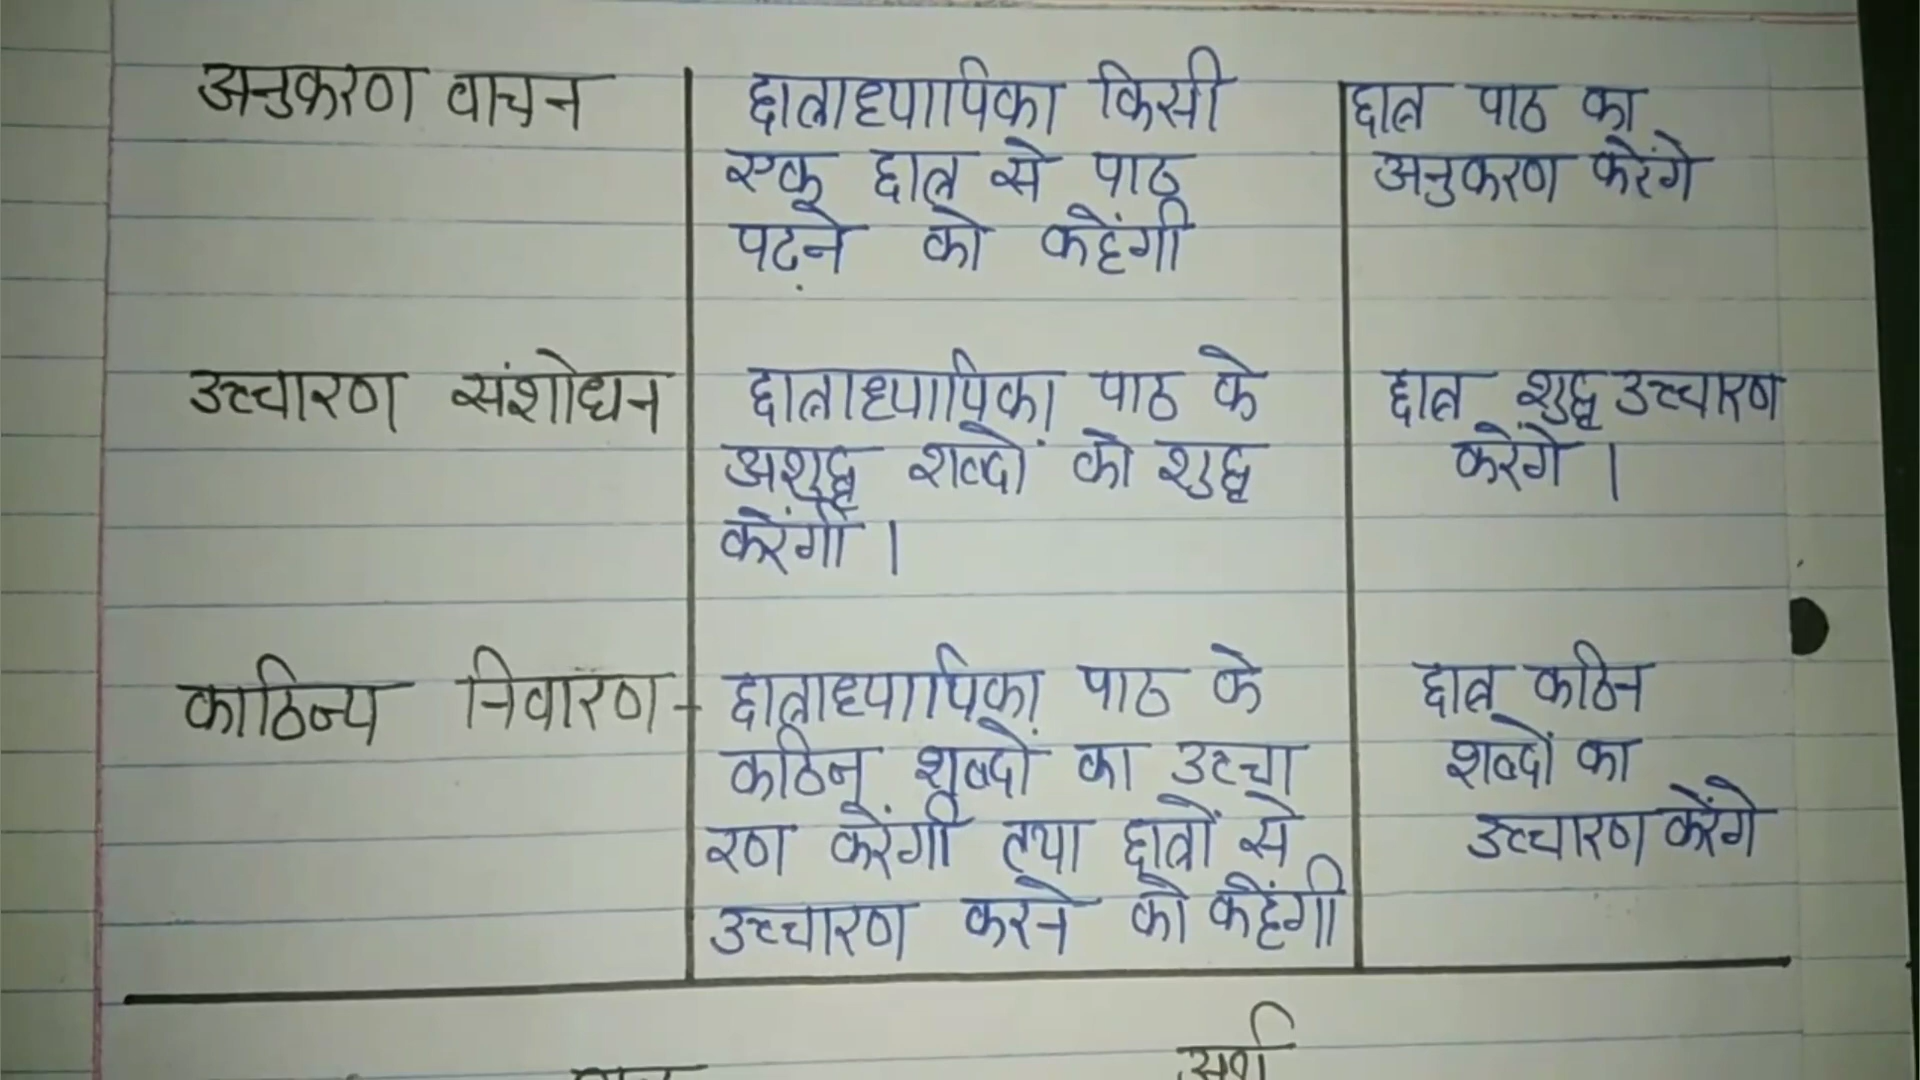 अनुकरण वाचन
छात्राध्यापिका किसी
एक छात्र से पाठ
पढ़ने को कहेंगी
छात्र पाठ का
अनुकरण करेंगे
उच्चारण संशोधन
छात्राध्यापिका पाठ के
अशुद्ध शब्दों को शुद्ध
करेंगी।
छात्र शुद्ध उच्चारण
करेंगे।
काठिन्य निवारण -
छात्राध्यापिका पाठ के
कठिन शब्दों का उच्चा
रण करेंगी तथा छात्रों से
उच्चारण करने को कहेंगी
छात्र कठिन
शब्दों का
उच्चारण करेंगे
अर्थ